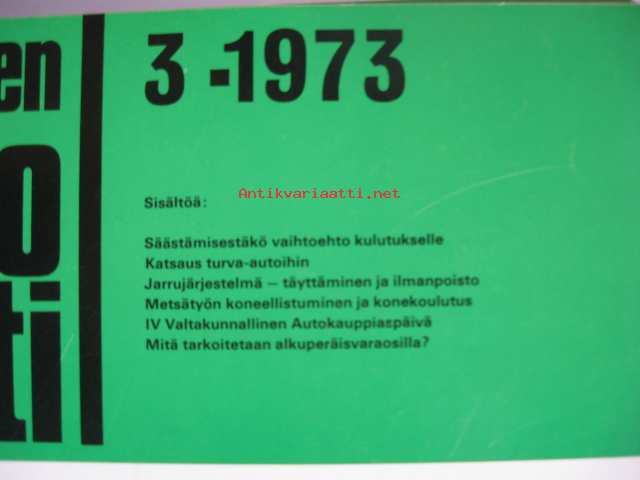 en
3 -1973
o
ti
Antikvariaatti.net
Sisältöä:
Säästämisestäkö vaihtoehto kulutukselle
Katsaus turva-autoihin
Jarrujärjestelmä – täyttäminen ja ilmanpoisto
Metsätyön koneellistuminen ja konekoulutus
IV Valtakunnallinen Autokauppiaspäivä
Mitä tarkoitetaan alkuperäisvaraosilla?